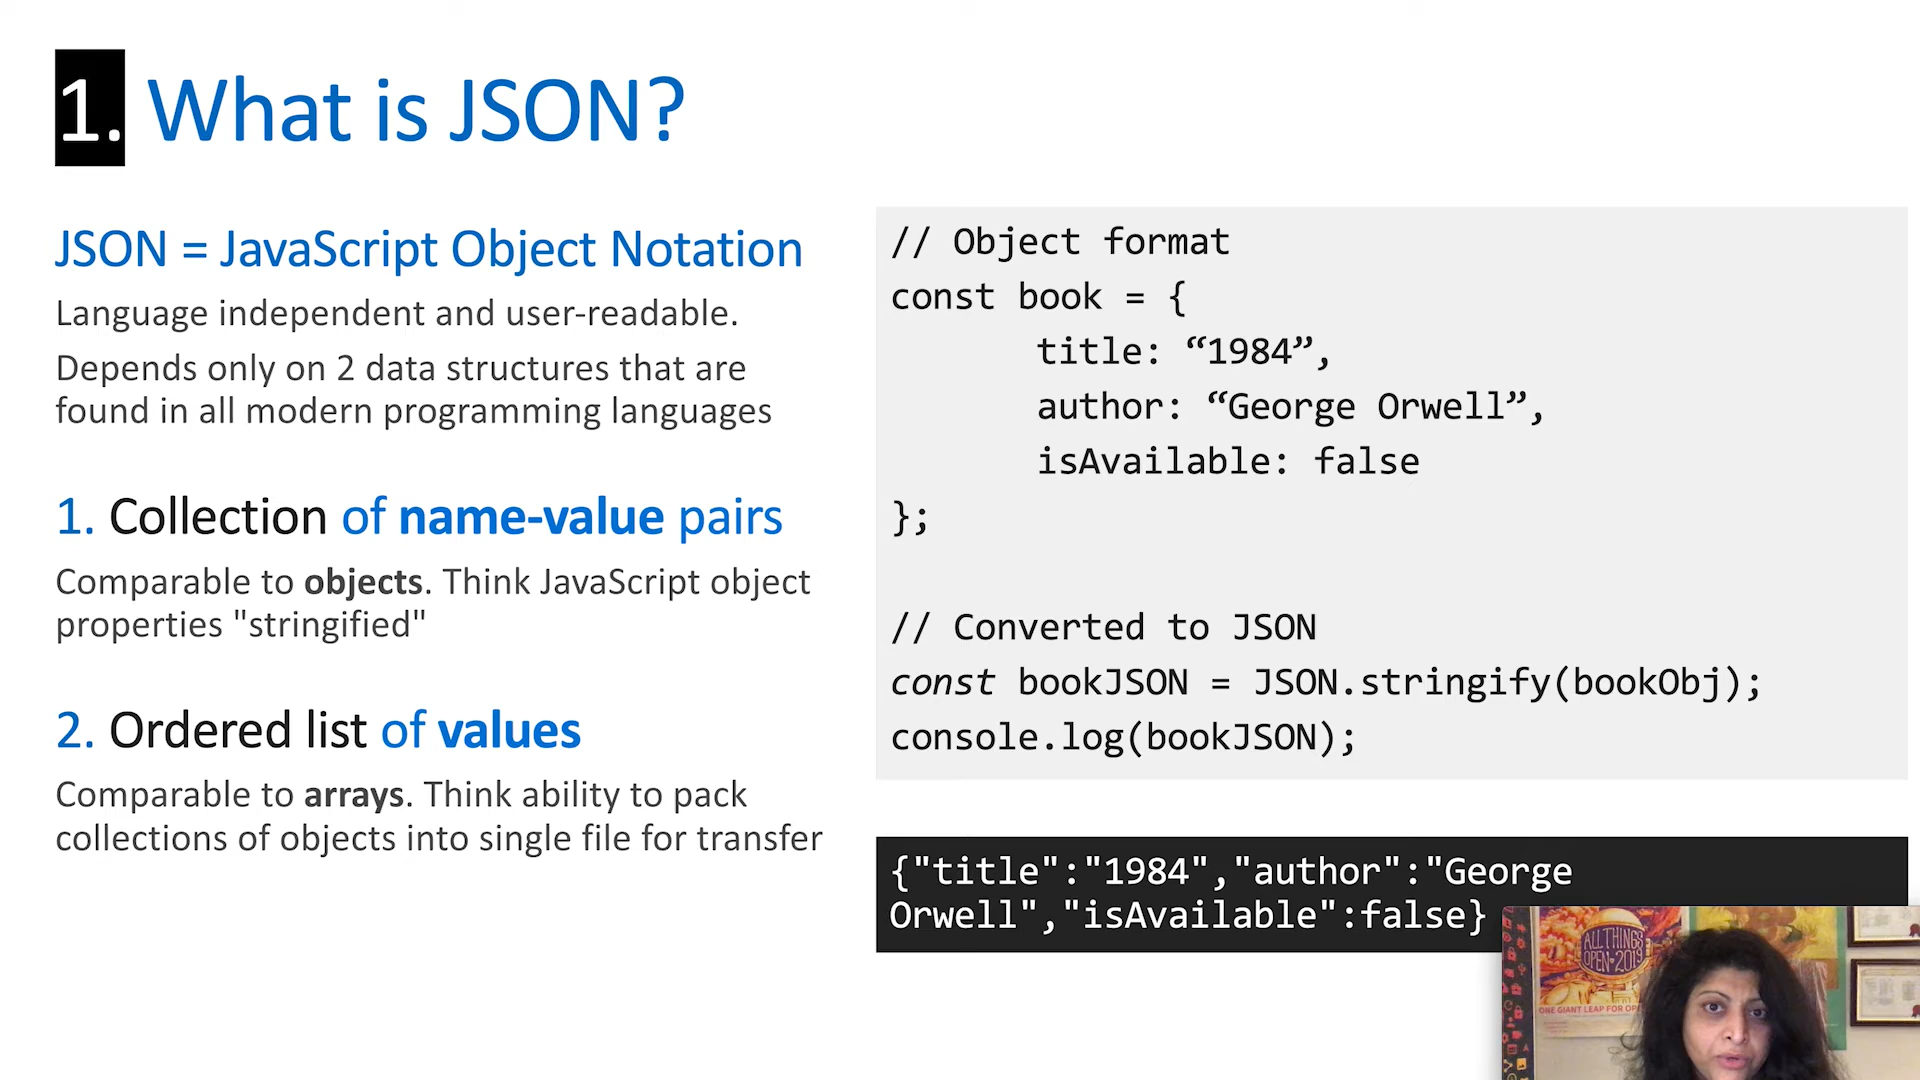 1. What is JSON?
JSON = JavaScript Object Notation
Language independent and user-readable.
Depends only on 2 data structures that are
found in all modern programming languages
1. Collection of name-value pairs
Comparable to objects. Think JavaScript object
properties "stringified"
2. Ordered list of values
Comparable to arrays. Think ability to pack
collections of objects into single file for transfer
// Object format
const book = {
title: “1984”,
author: “George Orwell”,
isAvailable: false
};
// Converted to JSON
const bookJSON = JSON.stringify(bookObj);
console.log(bookJSON);
{"title":"1984","author":"George
Orwell","isAvailable":false}
ALL THINGS
OPEN 2019
ONE GIANT LEAP FOR